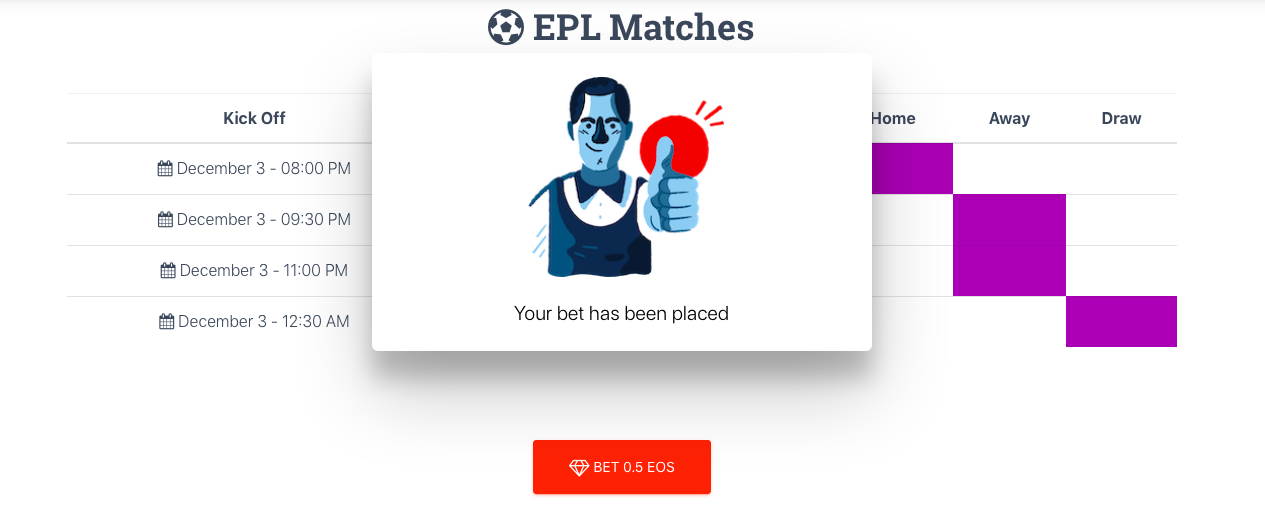 EPL Matches
Kick Off Home Away Draw
December 3 - 08:00 PM
December 3 - 09:30 PM
December 3 - 11:00 PM
December 3 - 12:30 AM
Your bet has been placed
BET 0.5 EOS